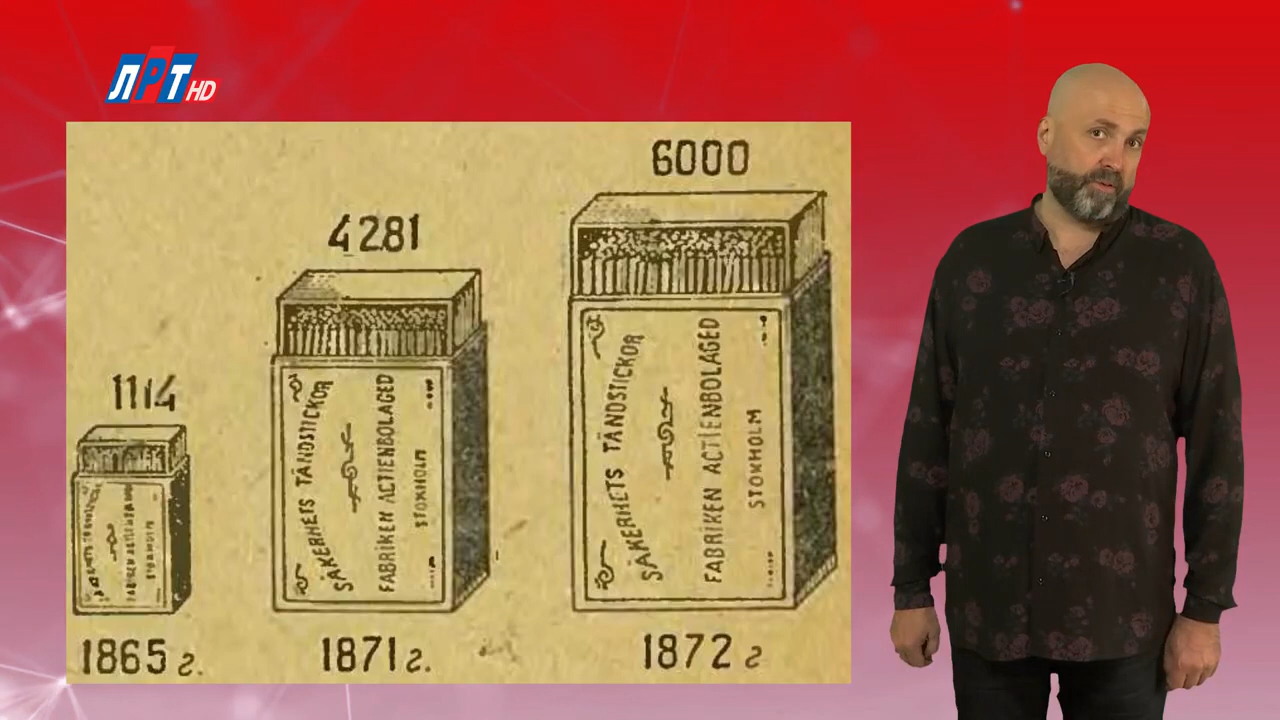 ЛРТ HD
6000
4281
1114
SÄKERHETS TÄNDSTICKOR
FABRIKEN ACTIENBOLAGED
STOKHOLM
SÄKERHETS TÄNDSTICKOR
FABRIKEN ACTIENBOLAGED
STOKHOLM
1865 г.
1871 г.
1872 г